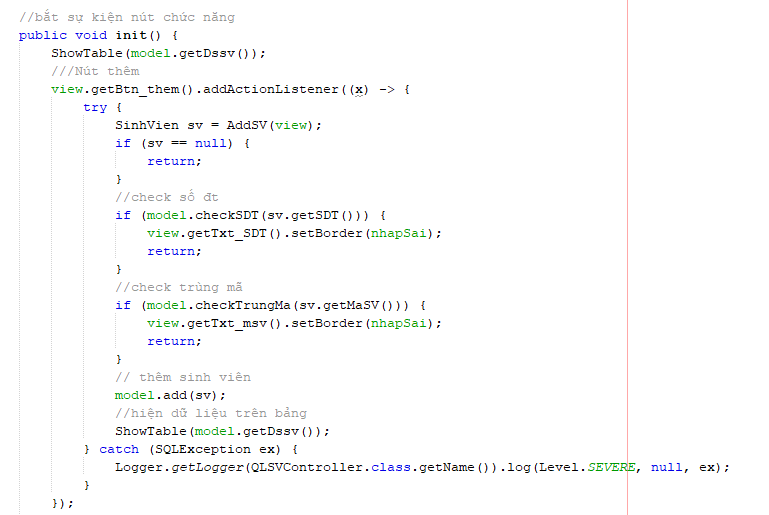 //bắt sự kiện nút chức năng
public void init() {
ShowTable(model.getDssv());
///Nút thêm
view.getBtn_them().addActionListener((x) -> {
try {
SinhVien sv = AddSV(view);
if (sv == null) {
return;
}
//check số đt
if (model.checkSDT(sv.getSDT())) {
view.getTxt_SDT().setBorder(nhapSai);
return;
}
//check trùng mã
if (model.checkTrungMa(sv.getMaSV())) {
view.getTxt_msv().setBorder(nhapSai);
return;
}
// thêm sinh viên
model.add(sv);
//hiện dữ liệu trên bảng
ShowTable(model.getDssv());
} catch (SQLException ex) {
Logger.getLogger(QLSVController.class.getName()).log(Level.SEVERE, null, ex);
}
});